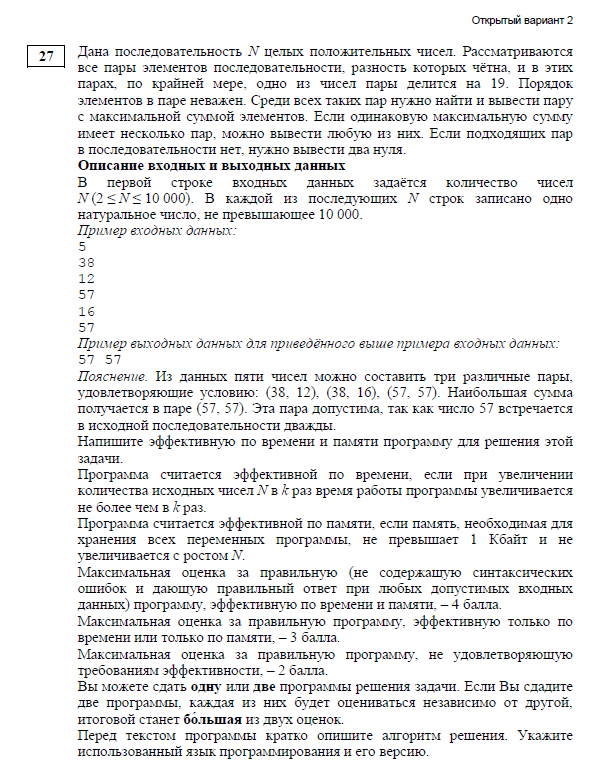 Открытый вариант 2
27
Дана последовательность N целых положительных чисел. Рассматриваются
все пары элементов последовательности, разность которых чётна, и в этих
парах, по крайней мере, одно из чисел пары делится на 19. Порядок
элементов в паре неважен. Среди всех таких пар нужно найти и вывести пару
с максимальной суммой элементов. Если одинаковую максимальную сумму
имеет несколько пар, можно вывести любую из них. Если подходящих пар
в последовательности нет, нужно вывести два нуля.
Описание входных и выходных данных
В первой строке входных данных задаётся количество чисел
N (2 ≤ N ≤ 10 000). В каждой из последующих N строк записано одно
натуральное число, не превышающее 10 000.
Пример входных данных:
5
38
12
57
16
57
Пример выходных данных для приведённого выше примера входных данных:
57 57
Пояснение. Из данных пяти чисел можно составить три различные пары,
удовлетворяющие условию: (38, 12), (38, 16), (57, 57). Наибольшая сумма
получается в паре (57, 57). Эта пара допустима, так как число 57 встречается
в исходной последовательности дважды.
Напишите эффективную по времени и памяти программу для решения этой
задачи.
Программа считается эффективной по времени, если при увеличении
количества исходных чисел N в k раз время работы программы увеличивается
не более чем в k раз.
Программа считается эффективной по памяти, если память, необходимая для
хранения всех переменных программы, не превышает 1 Кбайт и не
увеличивается с ростом N.
Максимальная оценка за правильную (не содержащую синтаксических
ошибок и дающую правильный ответ при любых допустимых входных
данных) программу, эффективную по времени и памяти, – 4 балла.
Максимальная оценка за правильную программу, эффективную только по
времени или только по памяти, – 3 балла.
Максимальная оценка за правильную программу, не удовлетворяющую
требованиям эффективности, – 2 балла.
Вы можете сдать одну или две программы решения задачи. Если Вы сдадите
две программы, каждая из них будет оцениваться независимо от другой,
итоговой станет бо́льшая из двух оценок.
Перед текстом программы кратко опишите алгоритм решения. Укажите
использованный язык программирования и его версию.